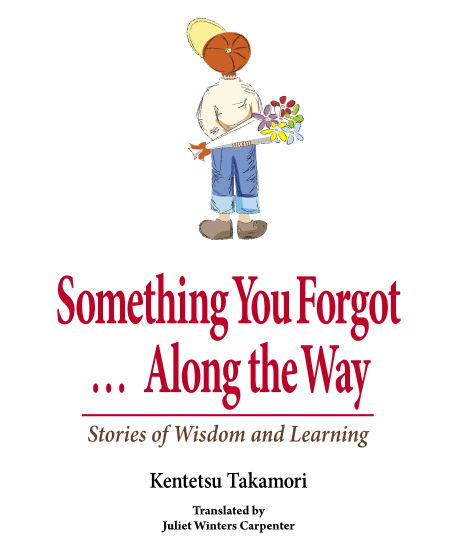 Something You Forgot
... Along the Way
Stories of Wisdom and Learning
Kentetsu Takamori
Translated by
Juliet Winters Carpenter